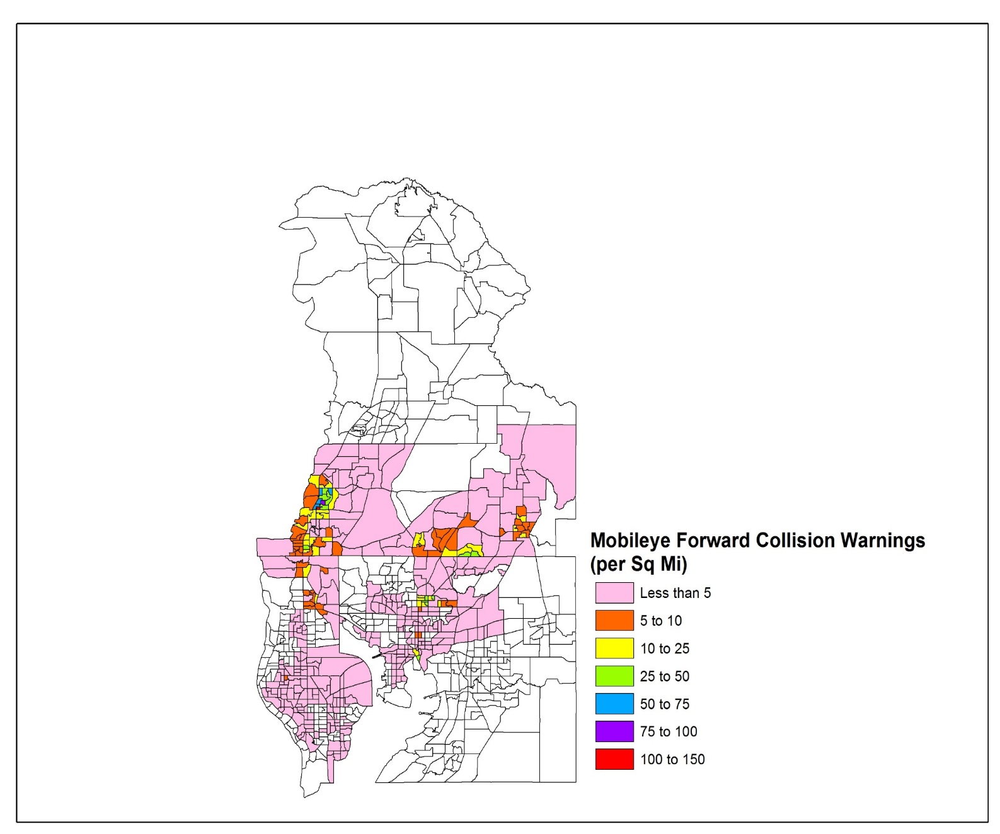 Mobileye Forward Collision Warnings
(per Sq Mi)
Less than 5
5 to 10
10 to 25
25 to 50
50 to 75
75 to 100
100 to 150